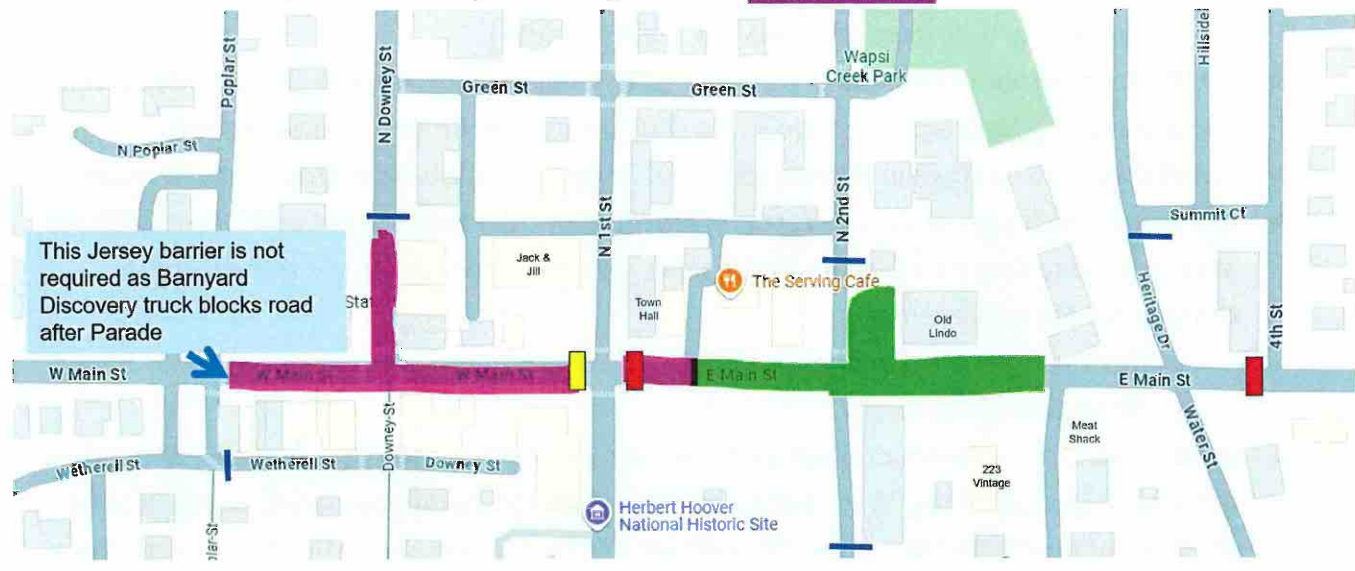 Wapsi
Creek Park
Hillside
Poplar St
N Downey St
Green St
Green St
N Poplar St
N 1st St
N 2nd St
Summit Ct
This Jersey barrier is not
required as Barnyard
Discovery truck blocks road
after Parade
Stat
Jack &
Jill
The Serving Cafe
Town
Hall
Old
Lindo
Heritage Dr
4th St
W Main St
W Main St
W Main St
E Main St
E Main St
Downey St
Meat
Shack
Water St
Wetherell St
Wetherell St
Downey St
223
Vintage
Herbert Hoover
National Historic Site
plar St